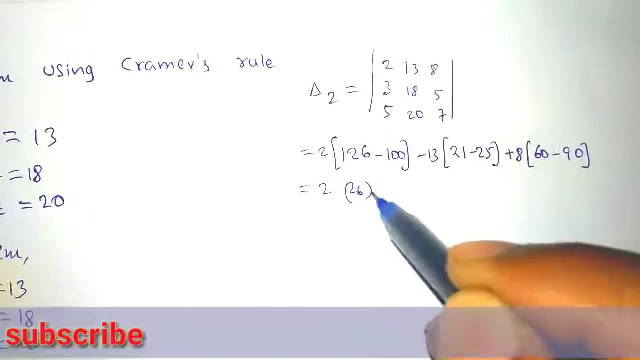 m using Cramer's rule
= 13
= 18
= 20
em,
= 13
= 18
Δ2 = | 2 13 8 |
| 3 18 5 |
| 5 20 7 |
= 2 [126 - 100] - 13 [21 - 25] + 8 [60 - 90]
= 2 (26)
subscribe